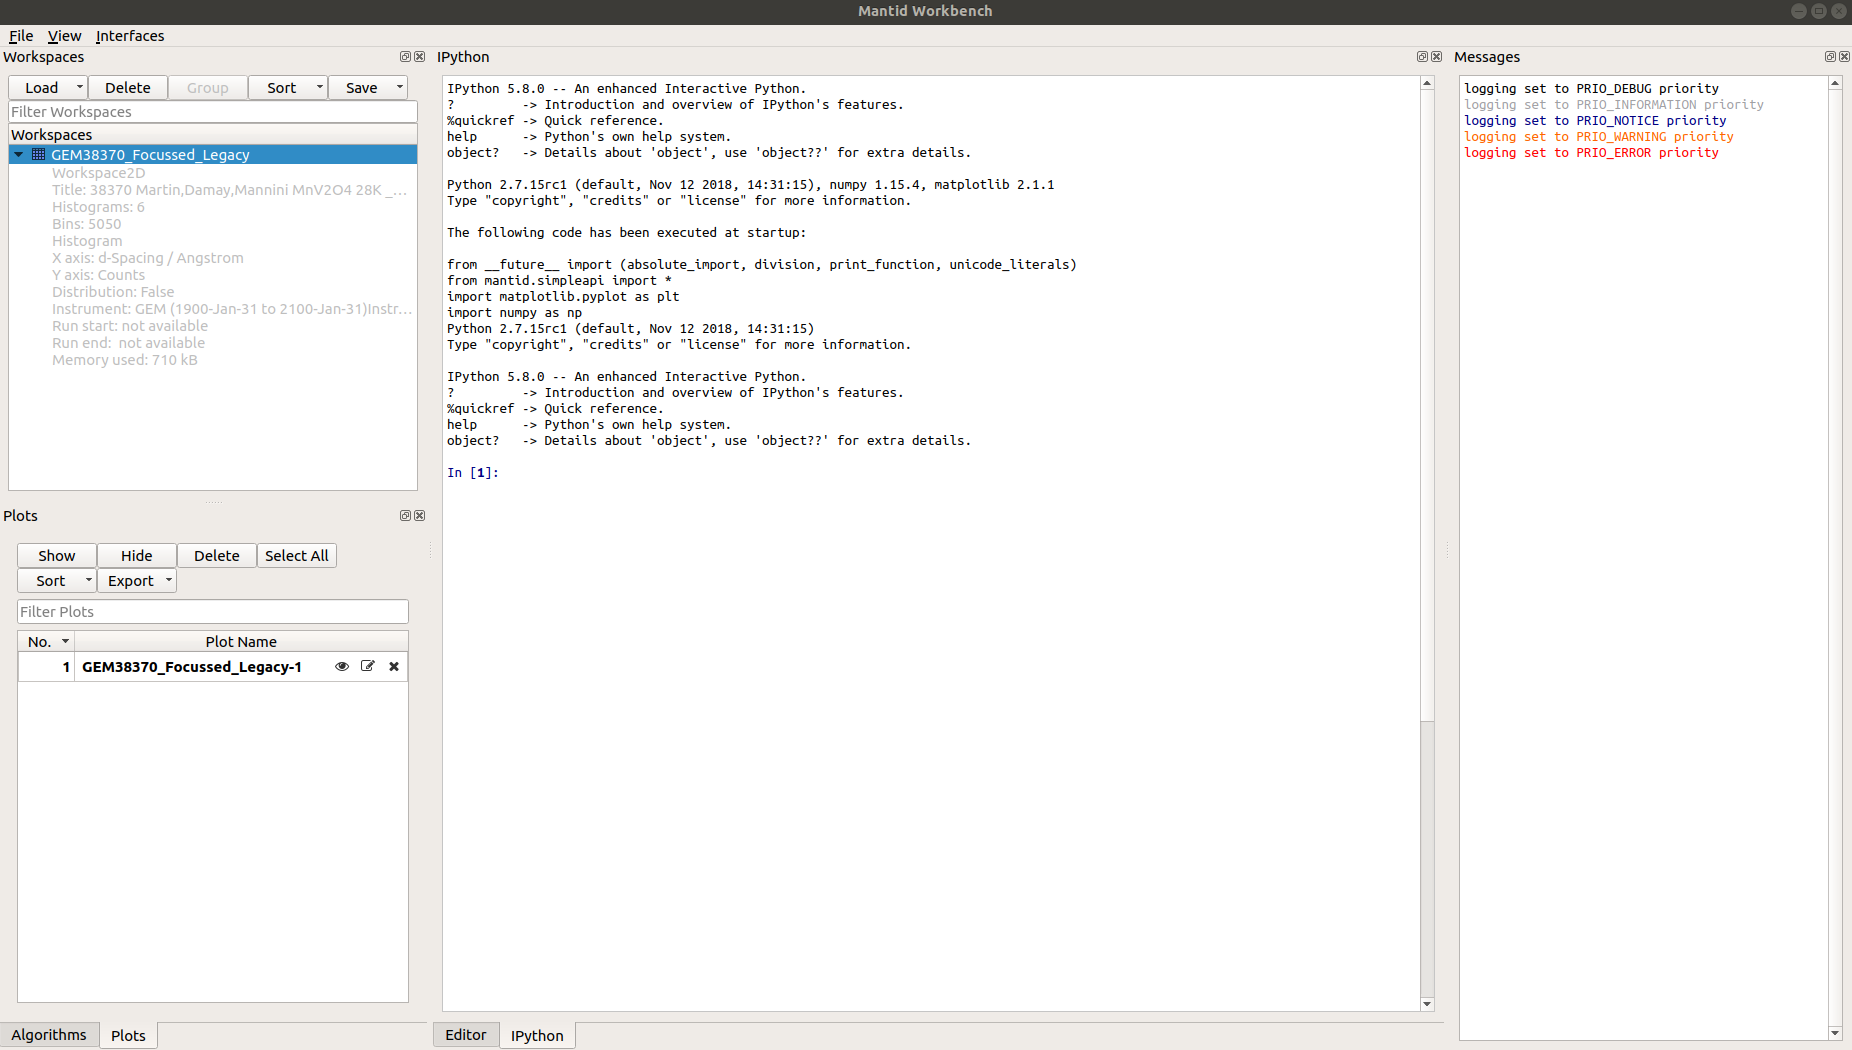 Mantid Workbench
File View Interfaces
Workspaces
Load Delete Group Sort Save
Filter Workspaces
Workspaces
GEM38370_Focussed_Legacy
Workspace2D
Title: 38370 Martin,Damay,Mannini MnV2O4 28K _...
Histograms: 6
Bins: 5050
Histogram
X axis: d-Spacing / Angstrom
Y axis: Counts
Distribution: False
Instrument: GEM (1900-Jan-31 to 2100-Jan-31)Instr...
Run start: not available
Run end:  not available
Memory used: 710 kB
Plots
Show Hide Delete Select All
Sort Export
Filter Plots
No. Plot Name
1 GEM38370_Focussed_Legacy-1
Algorithms Plots
IPython
IPython 5.8.0 -- An enhanced Interactive Python.
?         -> Introduction and overview of IPython's features.
%quickref -> Quick reference.
help      -> Python's own help system.
object?   -> Details about 'object', use 'object??' for extra details.
Python 2.7.15rc1 (default, Nov 12 2018, 14:31:15), numpy 1.15.4, matplotlib 2.1.1
Type "copyright", "credits" or "license" for more information.
The following code has been executed at startup:
from __future__ import (absolute_import, division, print_function, unicode_literals)
from mantid.simpleapi import *
import matplotlib.pyplot as plt
import numpy as np
Python 2.7.15rc1 (default, Nov 12 2018, 14:31:15)
Type "copyright", "credits" or "license" for more information.
IPython 5.8.0 -- An enhanced Interactive Python.
?         -> Introduction and overview of IPython's features.
%quickref -> Quick reference.
help      -> Python's own help system.
object?   -> Details about 'object', use 'object??' for extra details.
In [1]:
Editor IPython
Messages
logging set to PRIO_DEBUG priority
logging set to PRIO_INFORMATION priority
logging set to PRIO_NOTICE priority
logging set to PRIO_WARNING priority
logging set to PRIO_ERROR priority